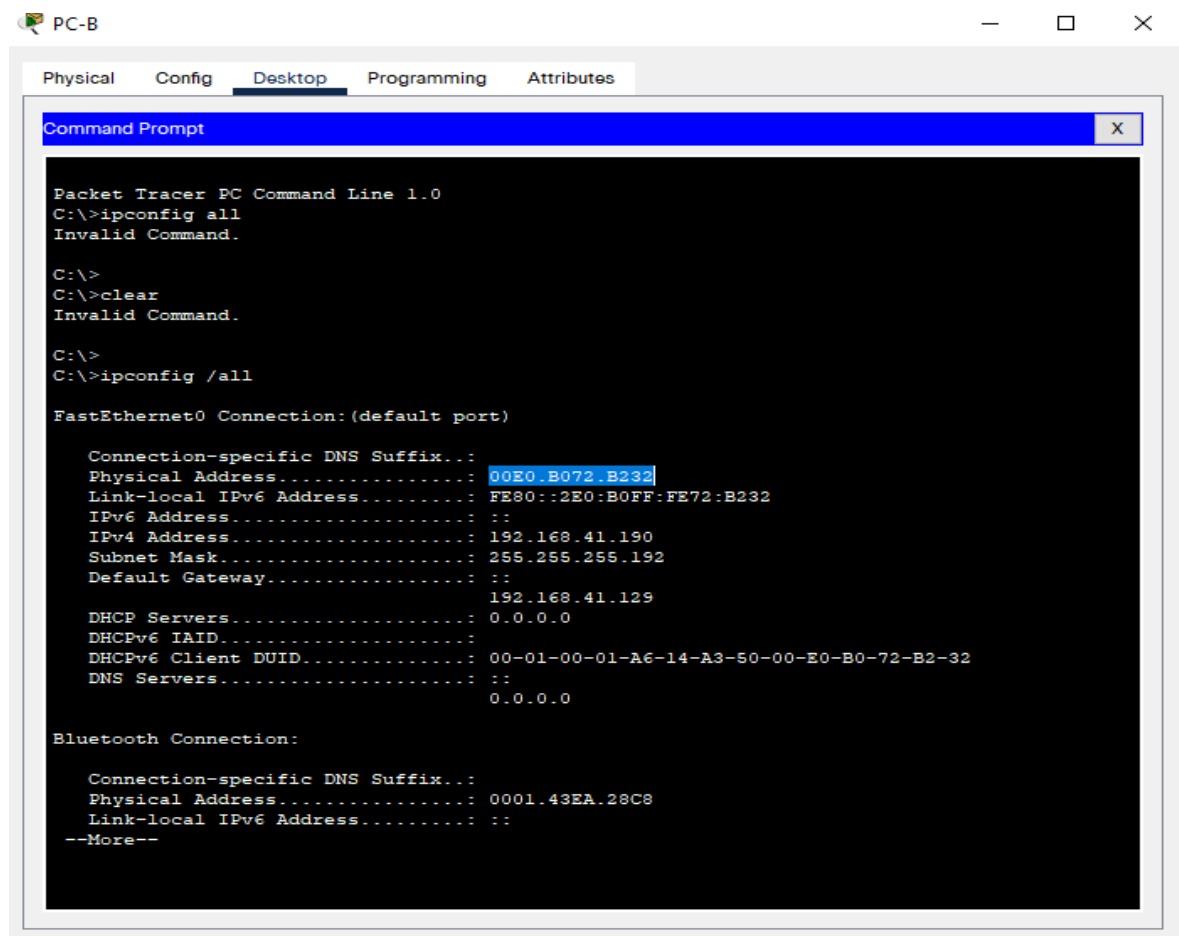 PC-B
Physical Config Desktop Programming Attributes
Command Prompt
X
Packet Tracer PC Command Line 1.0
C:\>ipconfig all
Invalid Command.
C:\>
C:\>clear
Invalid Command.
C:\>
C:\>ipconfig /all
FastEthernet0 Connection:(default port)
Connection-specific DNS Suffix..:
Physical Address................: 00E0.B072.B232
Link-local IPv6 Address.........: FE80::2E0:B0FF:FE72:B232
IPv6 Address....................: ::
IPv4 Address....................: 192.168.41.190
Subnet Mask.....................: 255.255.255.192
Default Gateway.................: ::
192.168.41.129
DHCP Servers....................: 0.0.0.0
DHCPv6 IAID.....................:
DHCPv6 Client DUID..............: 00-01-00-01-A6-14-A3-50-00-E0-B0-72-B2-32
DNS Servers.....................: ::
0.0.0.0
Bluetooth Connection:
Connection-specific DNS Suffix..:
Physical Address................: 0001.43EA.28C8
Link-local IPv6 Address.........: ::
--More--